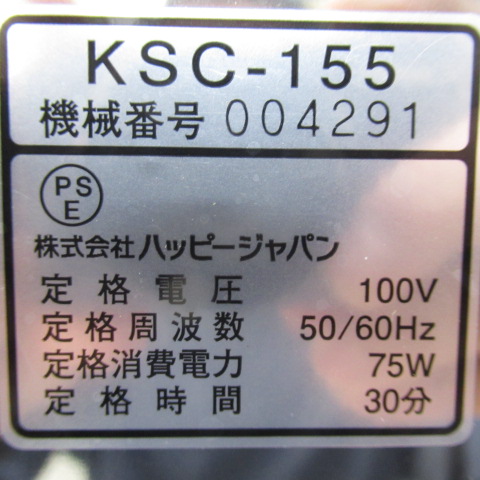 KSC-155
機械番号 004291
PS
E
株式会社ハッピージャパン
定格電圧 100V
定格周波数 50/60Hz
定格消費電力 75W
定格時間 30分